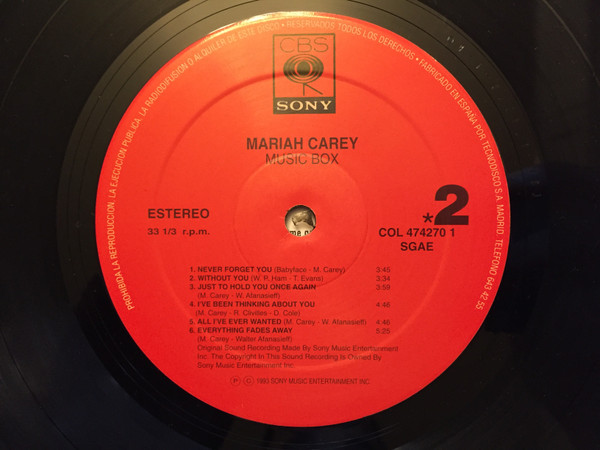 PROHIBIDA LA REPRODUCCION, LA EJECUCION PUBLICA, LA RADIODIFUSION O ALQUILER DE ESTE DISCO • RESERVADOS TODOS LOS DERECHOS • FABRICADO EN ESPAÑA POR TECNODISCO S.A. MADRID. TELEFONO 643 42 55
CBS
SONY
MARIAH CAREY
MUSIC BOX
ESTEREO
33 1/3 r.p.m.
*2
COL 474270 1
SGAE
1. NEVER FORGET YOU (Babyface - M. Carey) 3:45
2. WITHOUT YOU (W. P. Ham - T. Evans) 3:34
3. JUST TO HOLD YOU ONCE AGAIN 3:59
(M. Carey - W. Afanasieff)
4. I'VE BEEN THINKING ABOUT YOU 4:46
(M. Carey - R. Clivilles - D. Cole)
5. ALL I'VE EVER WANTED (M. Carey - W. Afanasieff) 4:46
6. EVERYTHING FADES AWAY 5:25
(M. Carey - Walter Afanasieff)
Original Sound Recording Made By Sony Music Entertainment
Inc. The Copyright In This Sound Recording Is Owned By
Sony Music Entertainment Inc.
Ⓟ © 1993 SONY MUSIC ENTERTAINMENT INC.